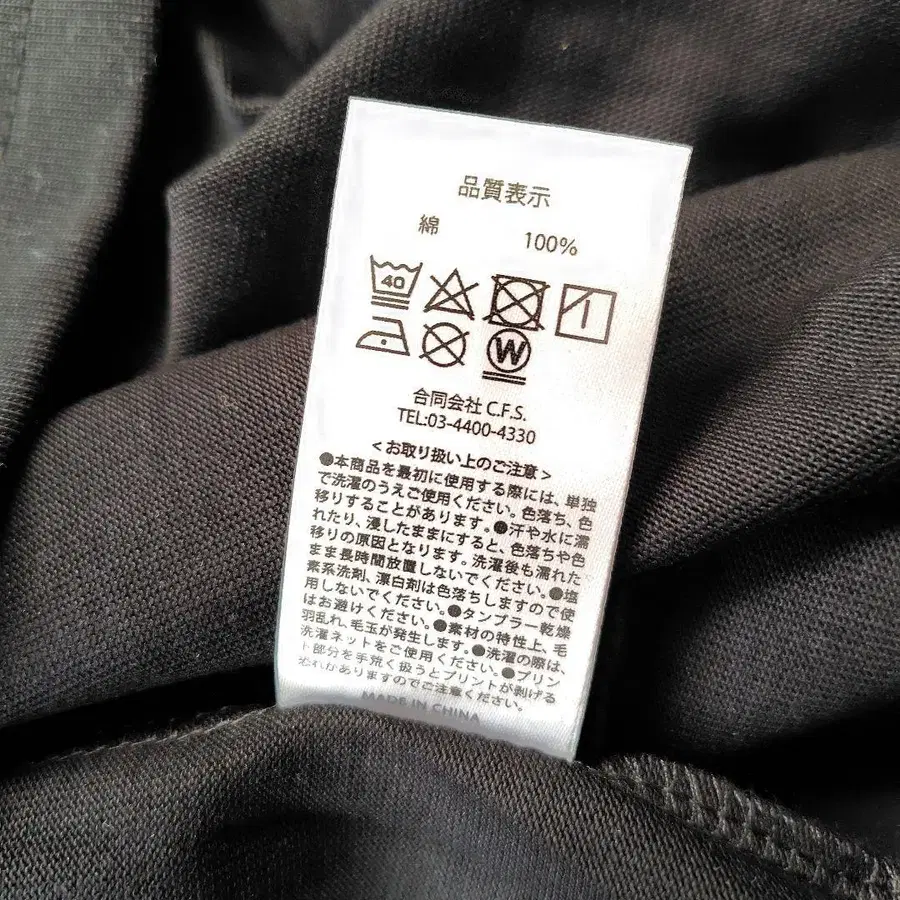 品質表示
綿 100%
40
W
合同会社 C.F.S.
TEL:03-4400-4330
＜お取り扱い上のご注意＞
●本商品を最初に使用する際には、単独
で洗濯のうえご使用ください。色落ち、色
移りすることがあります。●汗や水に濡
れたり、浸したままにすると、色落ちや色
移りの原因となります。洗濯後も濡れた
まま長時間放置しないでください。●塩
素系洗剤、漂白剤は色落ちしますので使
用しないでください。●タンブラー乾燥
はお避けください。●素材の特性上、毛
羽乱れ、毛玉が発生します。●洗濯の際は、
洗濯ネットをご使用ください。●プリン
ト部分を手荒く扱うとプリントが剥げる
恐れがありますのでご注意ください。
MADE IN CHINA